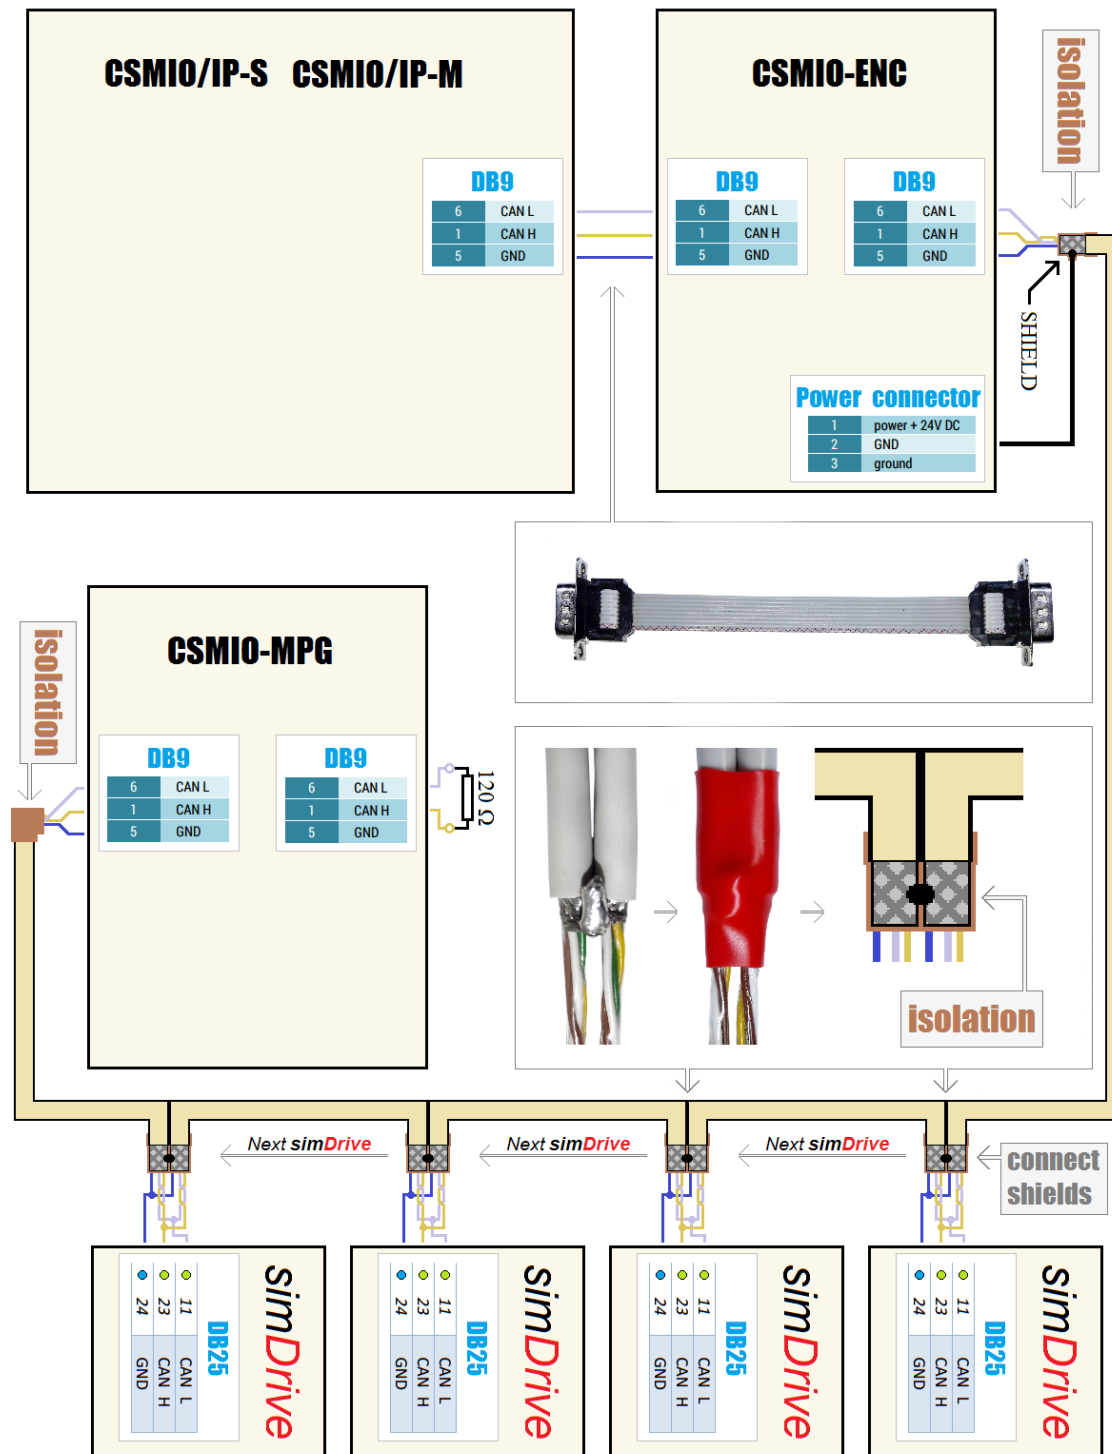 CSMIO/IP-S CSMIO/IP-M
DB9
6 CAN L
1 CAN H
5 GND
CSMIO-ENC
DB9
6 CAN L
1 CAN H
5 GND
DB9
6 CAN L
1 CAN H
5 GND
isolation
SHIELD
Power connector
1 power + 24V DC
2 GND
3 ground
isolation
CSMIO-MPG
DB9
6 CAN L
1 CAN H
5 GND
DB9
6 CAN L
1 CAN H
5 GND
120 Ω
isolation
Next simDrive
Next simDrive
Next simDrive
connect
shields
simDrive
DB25
11 CAN L
23 CAN H
24 GND
simDrive
DB25
11 CAN L
23 CAN H
24 GND
simDrive
DB25
11 CAN L
23 CAN H
24 GND
simDrive
DB25
11 CAN L
23 CAN H
24 GND